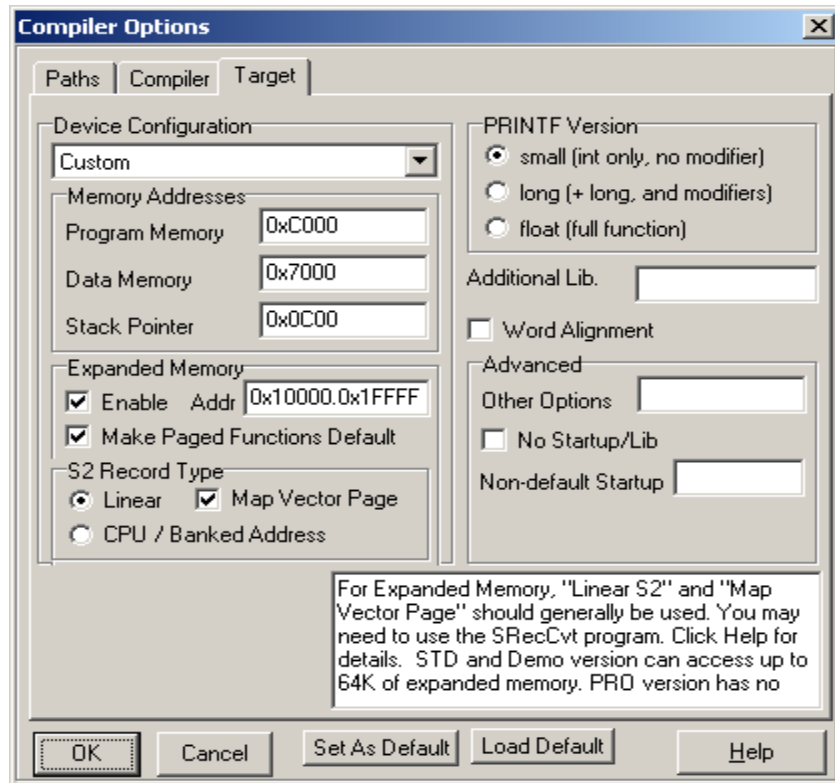 Compiler Options
Paths
Compiler
Target
Device Configuration
Custom
Memory Addresses
Program Memory
0xC000
Data Memory
0x7000
Stack Pointer
0x0C00
Expanded Memory
Enable
Addr
0x10000.0x1FFFF
Make Paged Functions Default
S2 Record Type
Linear
Map Vector Page
CPU / Banked Address
PRINTF Version
small (int only, no modifier)
long (+ long, and modifiers)
float (full function)
Additional Lib.
Word Alignment
Advanced
Other Options
No Startup/Lib
Non-default Startup
For Expanded Memory, "Linear S2" and "Map
Vector Page" should generally be used. You may
need to use the SRecCvt program. Click Help for
details.  STD and Demo version can access up to
64K of expanded memory. PRO version has no
OK
Cancel
Set As Default
Load Default
Help